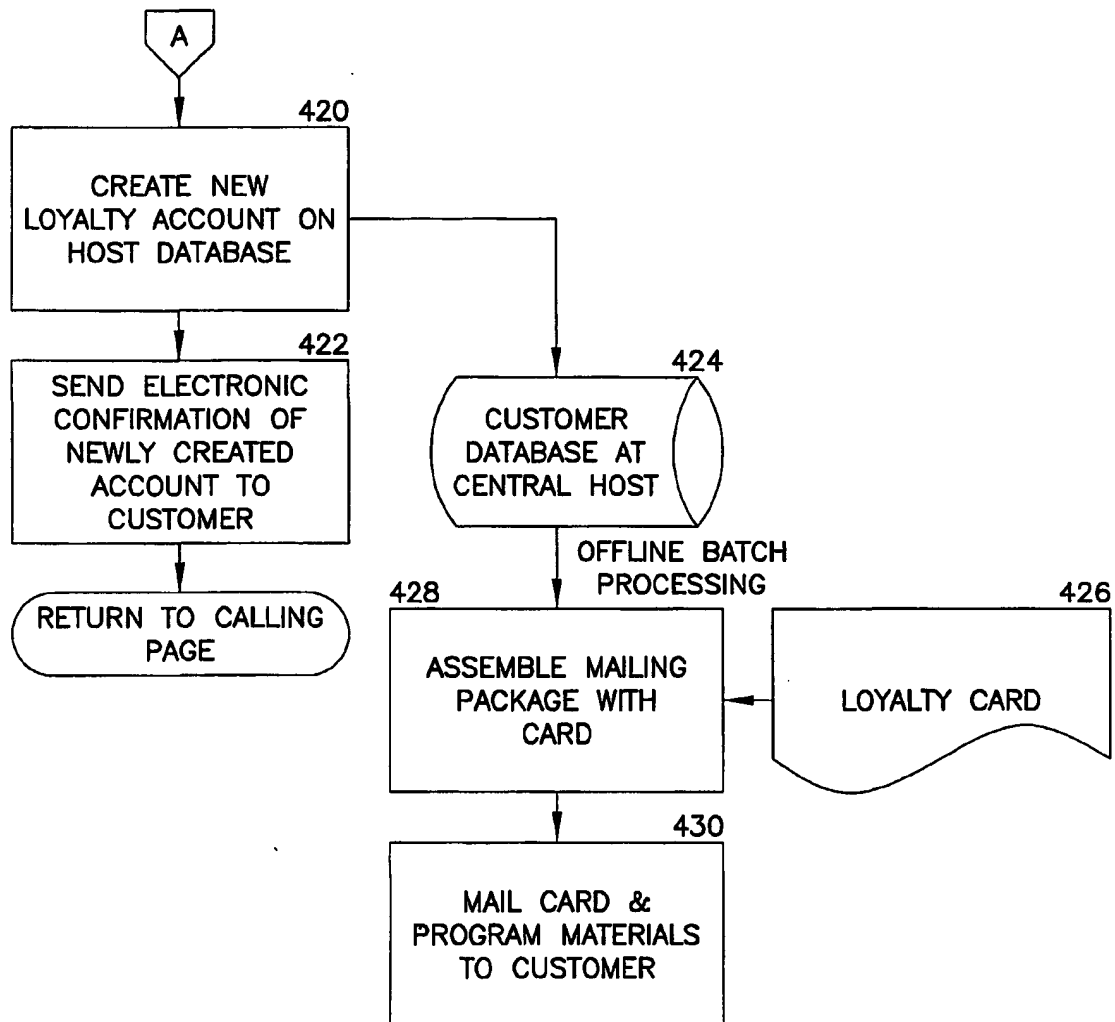 A
420
CREATE NEW
LOYALTY ACCOUNT ON
HOST DATABASE
422
SEND ELECTRONIC
CONFIRMATION OF
NEWLY CREATED
ACCOUNT TO
CUSTOMER
RETURN TO CALLING
PAGE
424
CUSTOMER
DATABASE AT
CENTRAL HOST
OFFLINE BATCH
PROCESSING
428
ASSEMBLE MAILING
PACKAGE WITH
CARD
426
LOYALTY CARD
430
MAIL CARD &
PROGRAM MATERIALS
TO CUSTOMER